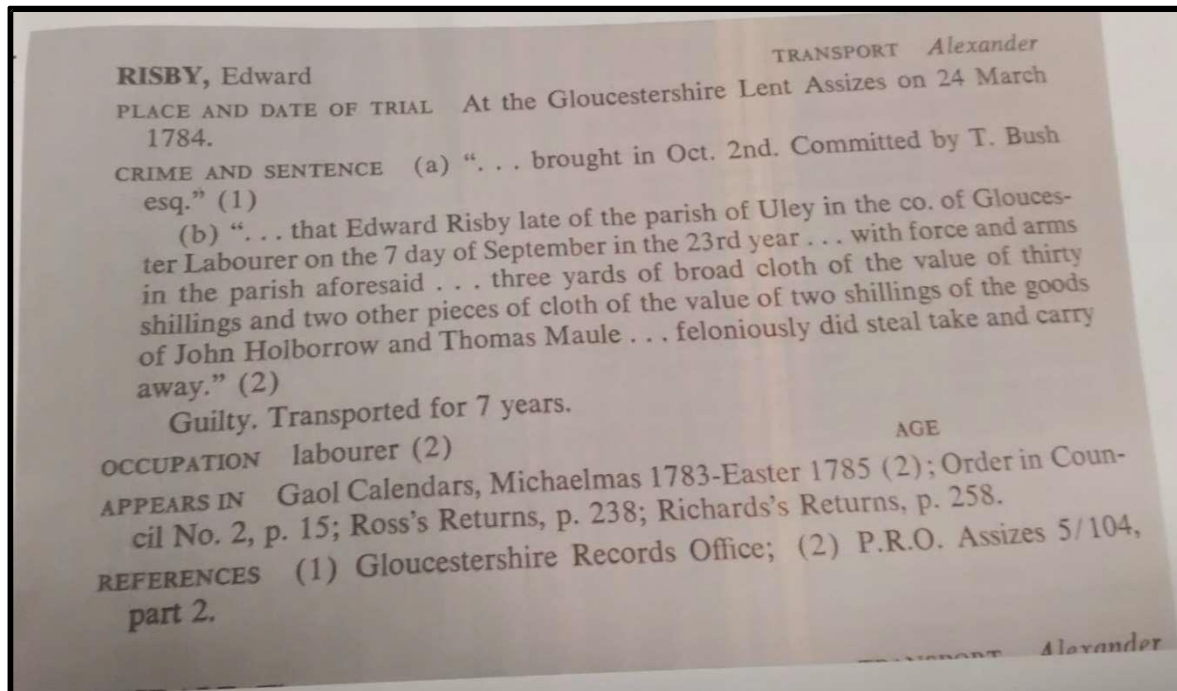 TRANSPORT Alexander
RISBY, Edward
PLACE AND DATE OF TRIAL At the Gloucestershire Lent Assizes on 24 March
1784.
CRIME AND SENTENCE (a) “. . . brought in Oct. 2nd. Committed by T. Bush
esq.” (1)
(b) “. . . that Edward Risby late of the parish of Uley in the co. of Glouces-
ter Labourer on the 7 day of September in the 23rd year . . . with force and arms
in the parish aforesaid . . . three yards of broad cloth of the value of thirty
shillings and two other pieces of cloth of the value of two shillings of the goods
of John Holborrow and Thomas Maule . . . feloniously did steal take and carry
away.” (2)
Guilty. Transported for 7 years.
OCCUPATION labourer (2) AGE
APPEARS IN Gaol Calendars, Michaelmas 1783-Easter 1785 (2); Order in Coun-
cil No. 2, p. 15; Ross's Returns, p. 238; Richards's Returns, p. 258.
REFERENCES (1) Gloucestershire Records Office; (2) P.R.O. Assizes 5/104,
part 2.
TRANSPORT Alexander